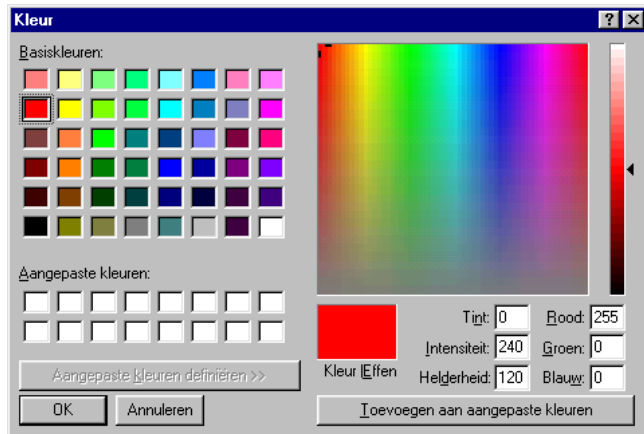 Kleur
Basiskleuren:
Aangepaste kleuren:
Aangepaste kleuren definiëren >>
OK
Annuleren
Kleur |Effen
Tint: 0
Rood: 255
Intensiteit: 240
Groen: 0
Helderheid: 120
Blauw: 0
Toevoegen aan aangepaste kleuren